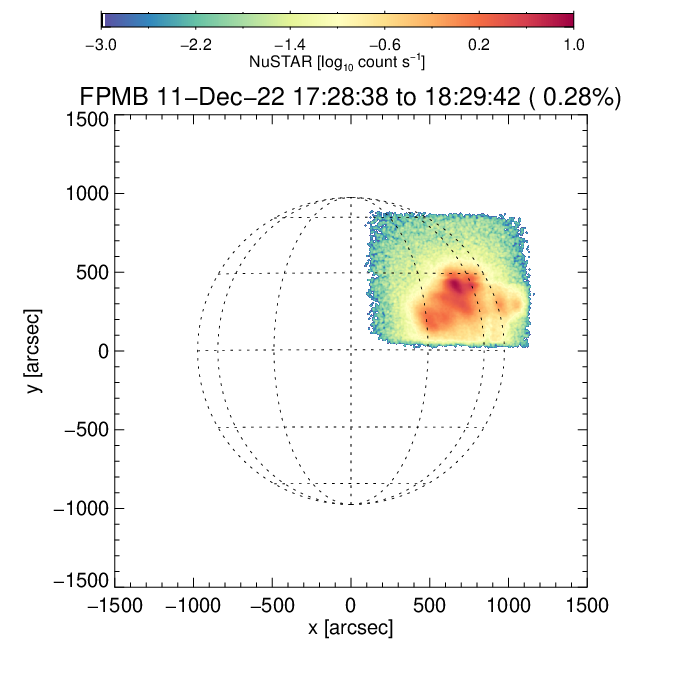 −3.0 −2.2 −1.4 −0.6 0.2 1.0
NuSTAR [log₁₀ count s⁻¹]
FPMB 11−Dec−22 17:28:38 to 18:29:42 ( 0.28%)
1500
1000
500
0
−500
−1000
−1500
y [arcsec]
−1500 −1000 −500 0 500 1000 1500
x [arcsec]